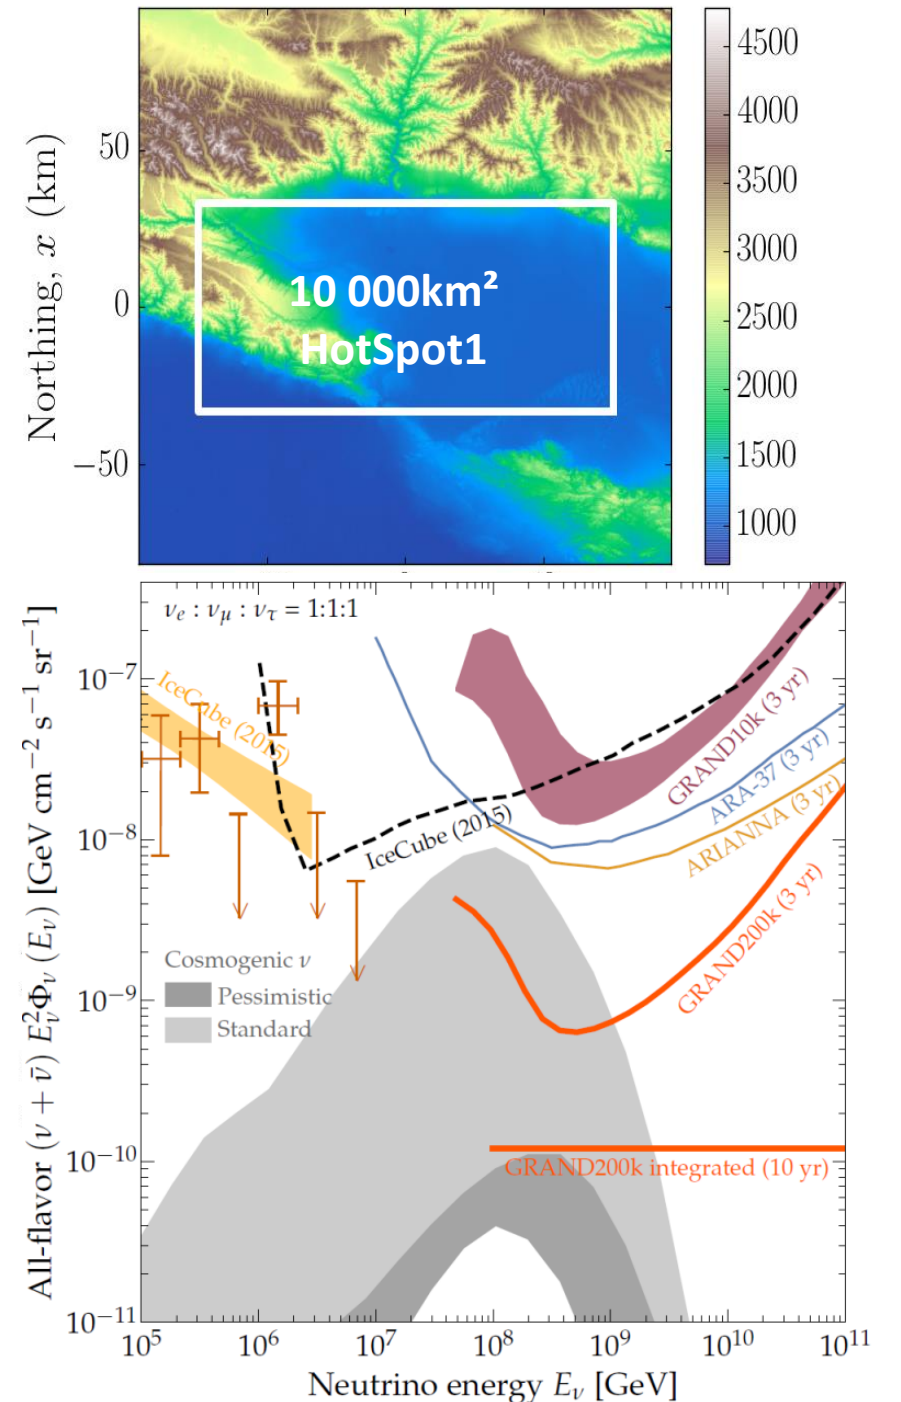 4500
4000
3500
3000
2500
2000
1500
1000
50
0
−50
Northing, x (km)
10 000km²
HotSpot1
νe : νμ : ντ = 1:1:1
10−7
10−8
10−9
10−10
10−11
All-flavor (ν + ν̄) Eν²Φν (Eν) [GeV cm−2 s−1 sr−1]
IceCube (2015)
IceCube (2015)
GRAND10k (3 yr)
ARA-37 (3 yr)
ARIANNA (3 yr)
GRAND200k (3 yr)
Cosmogenic ν
Pessimistic
Standard
GRAND200k integrated (10 yr)
10⁵ 10⁶ 10⁷ 10⁸ 10⁹ 10¹⁰ 10¹¹
Neutrino energy Eν [GeV]